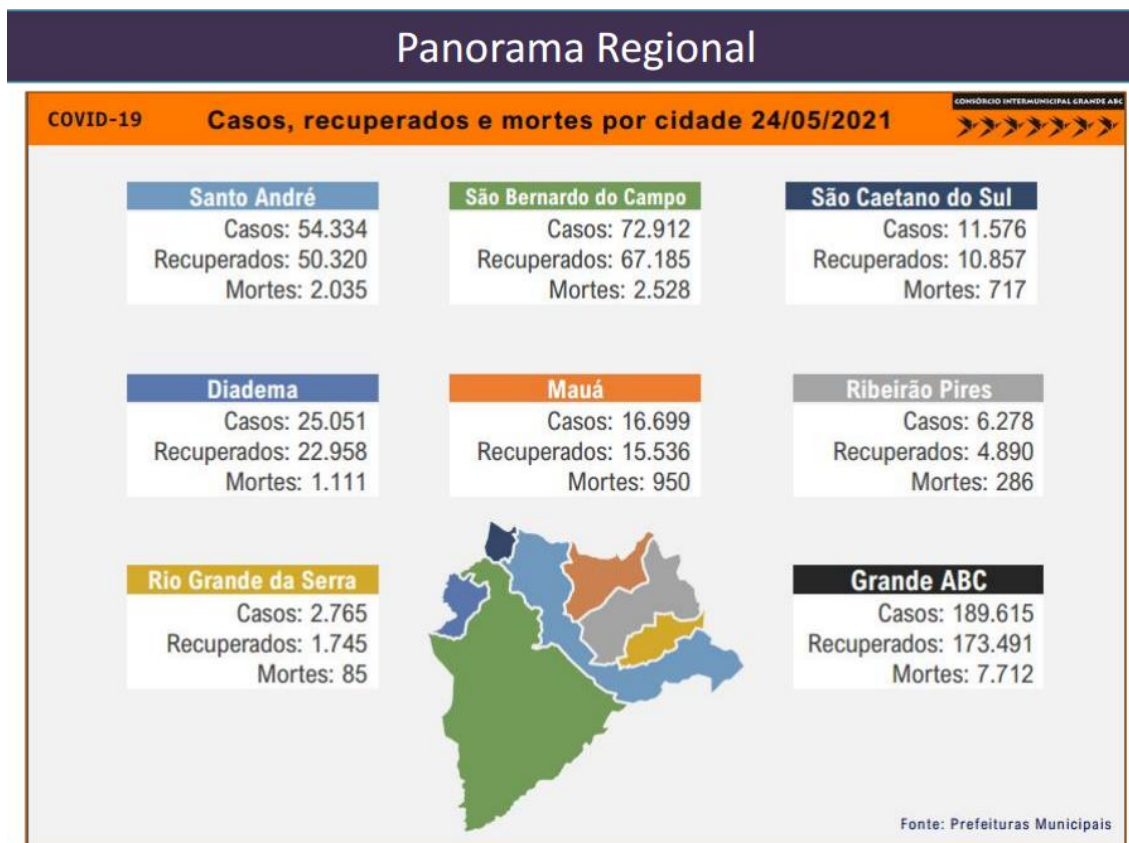 Panorama Regional
COVID-19
Casos, recuperados e mortes por cidade 24/05/2021
CONSÓRCIO INTERMUNICIPAL GRANDE ABC
Santo André
Casos: 54.334
Recuperados: 50.320
Mortes: 2.035
São Bernardo do Campo
Casos: 72.912
Recuperados: 67.185
Mortes: 2.528
São Caetano do Sul
Casos: 11.576
Recuperados: 10.857
Mortes: 717
Diadema
Casos: 25.051
Recuperados: 22.958
Mortes: 1.111
Mauá
Casos: 16.699
Recuperados: 15.536
Mortes: 950
Ribeirão Pires
Casos: 6.278
Recuperados: 4.890
Mortes: 286
Rio Grande da Serra
Casos: 2.765
Recuperados: 1.745
Mortes: 85
Grande ABC
Casos: 189.615
Recuperados: 173.491
Mortes: 7.712
Fonte: Prefeituras Municipais